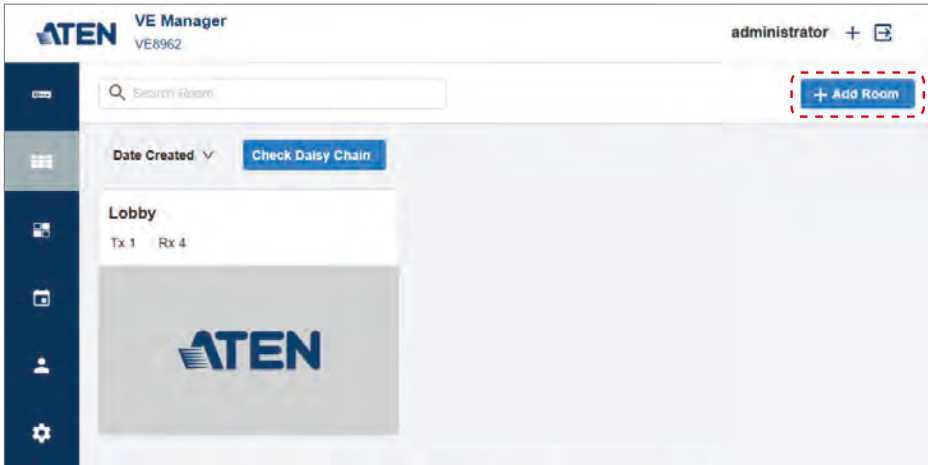 ATEN
VE Manager
VE8962
administrator
Search Room
+ Add Room
Date Created
Check Daisy Chain
Lobby
Tx 1 Rx 4
ATEN